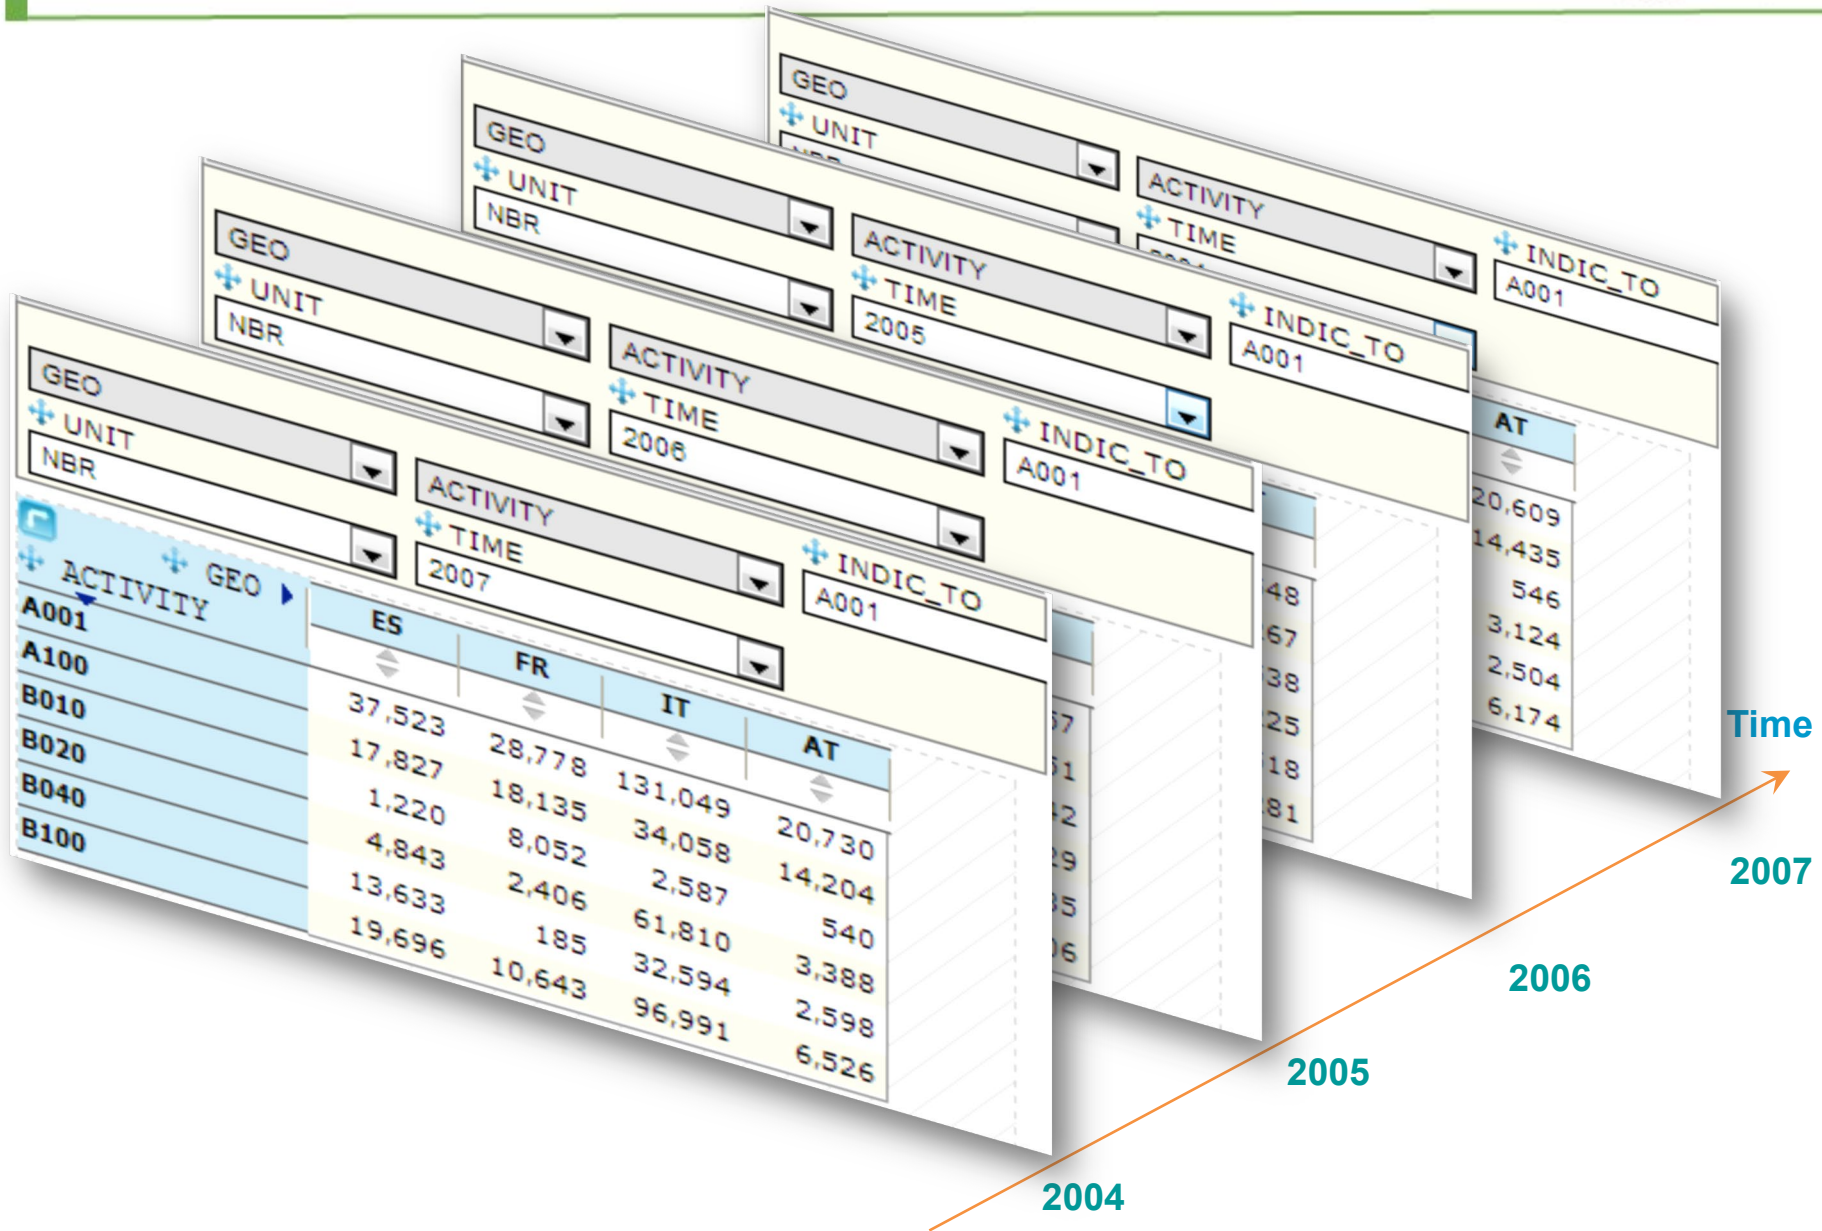 GEO
UNIT
ACTIVITY
TIME
INDIC_TO
A001
AT
20,609
14,435
546
3,124
2,504
6,174
GEO
UNIT
NBR
ACTIVITY
TIME
2005
INDIC_TO
A001
GEO
UNIT
NBR
ACTIVITY
TIME
2006
INDIC_TO
A001
GEO
UNIT
NBR
ACTIVITY
TIME
2007
INDIC_TO
A001
GEO
ACTIVITY
ES FR IT AT
A001 37,523 28,778 131,049 20,730
A100 17,827 18,135 34,058 14,204
B010 1,220 8,052 2,587 540
B020 4,843 2,406 61,810 3,388
B040 13,633 185 32,594 2,598
B100 19,696 10,643 96,991 6,526
Time
2007
2006
2005
2004